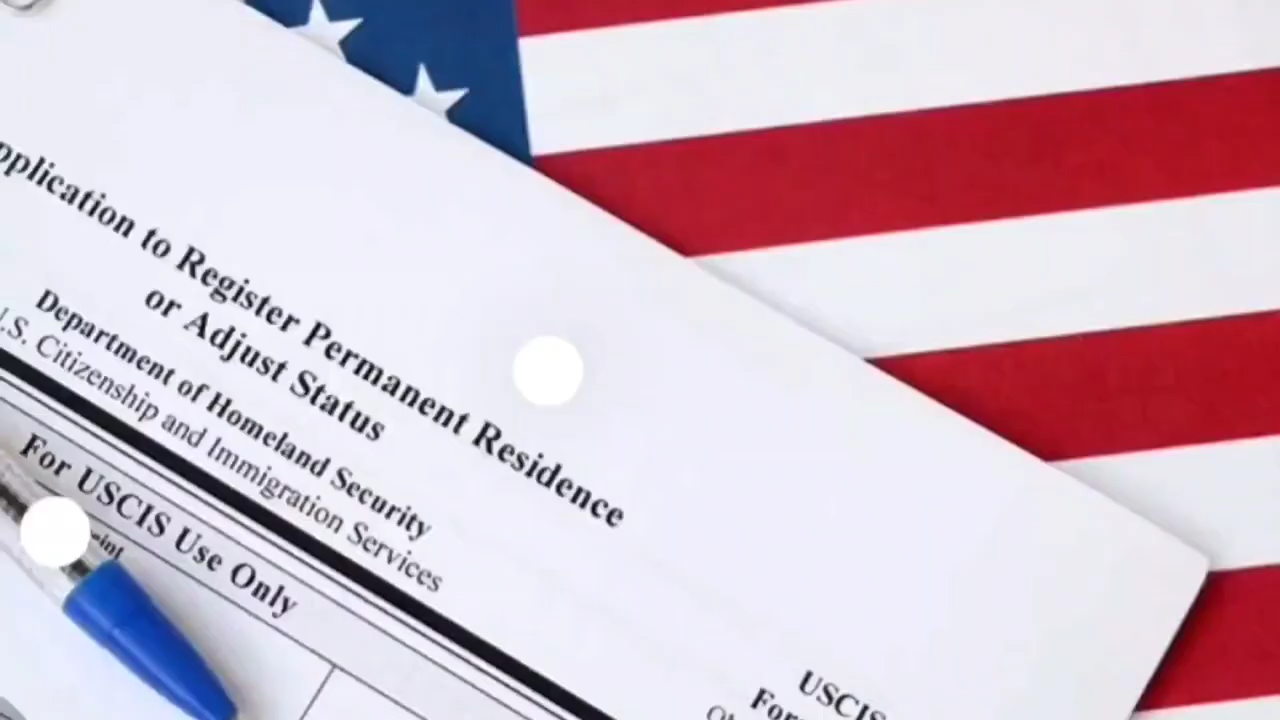 pplication to Register Permanent Residence
or Adjust Status
Department of Homeland Security
U.S. Citizenship and Immigration Services
For USCIS Use Only
USCIS
For